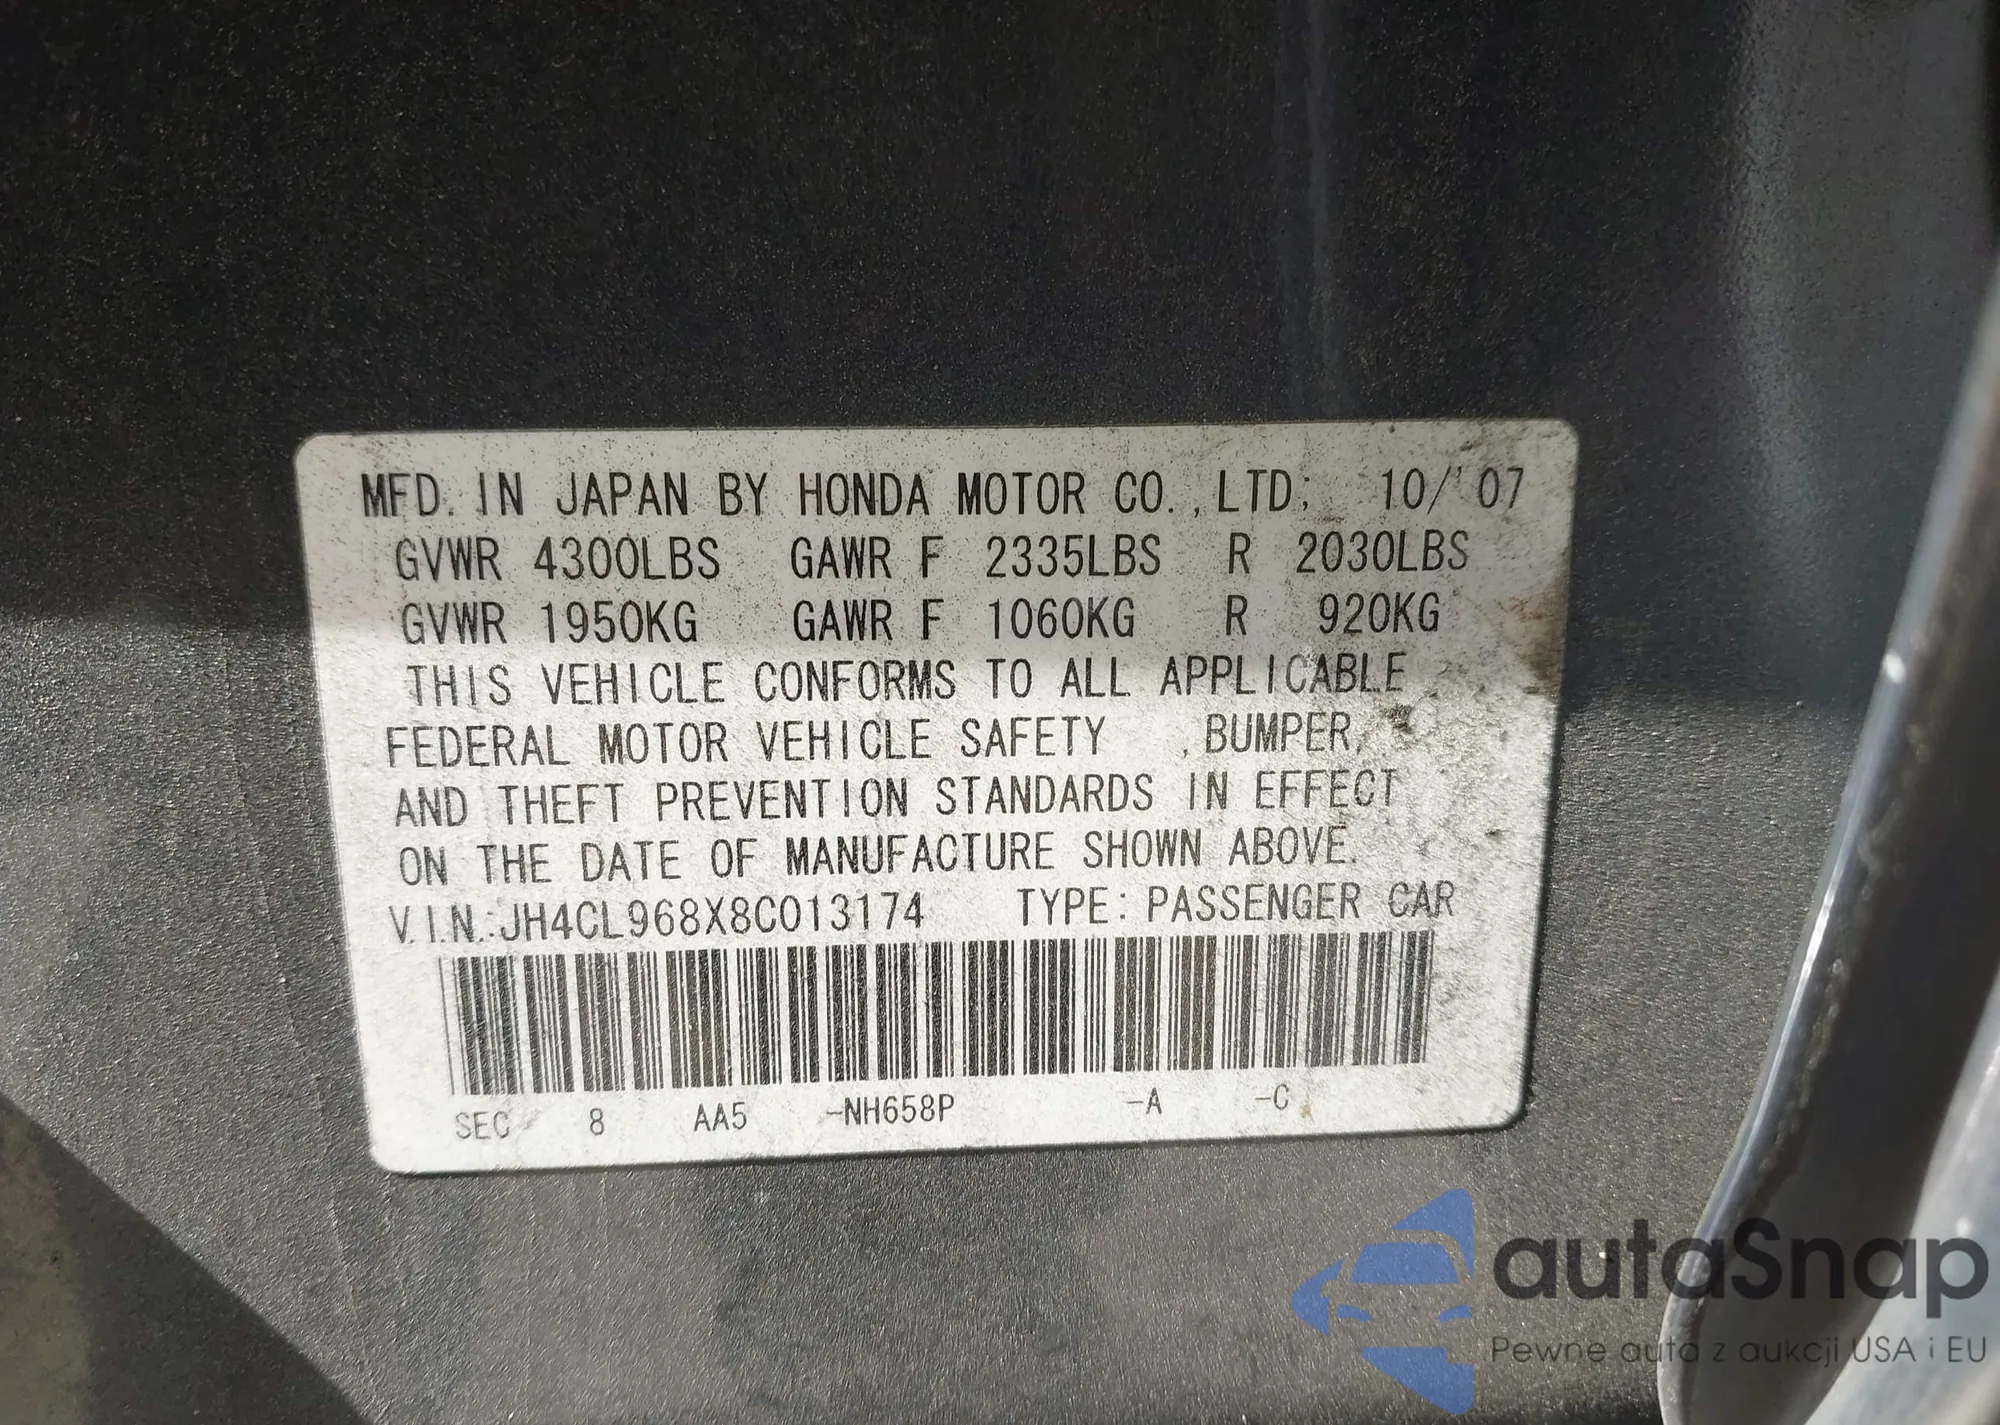 MFD. IN JAPAN BY HONDA MOTOR CO., LTD; 10/'07
GVWR 4300LBS GAWR F 2335LBS R 2030LBS
GVWR 1950KG GAWR F 1060KG R 920KG
THIS VEHICLE CONFORMS TO ALL APPLICABLE
FEDERAL MOTOR VEHICLE SAFETY , BUMPER,
AND THEFT PREVENTION STANDARDS IN EFFECT
ON THE DATE OF MANUFACTURE SHOWN ABOVE.
V.I.N.:JH4CL968X8C013174 TYPE: PASSENGER CAR
SEC 8 AA5 -NH658P -A -C
autaSnap
Pewne auta z aukcji USA i EU